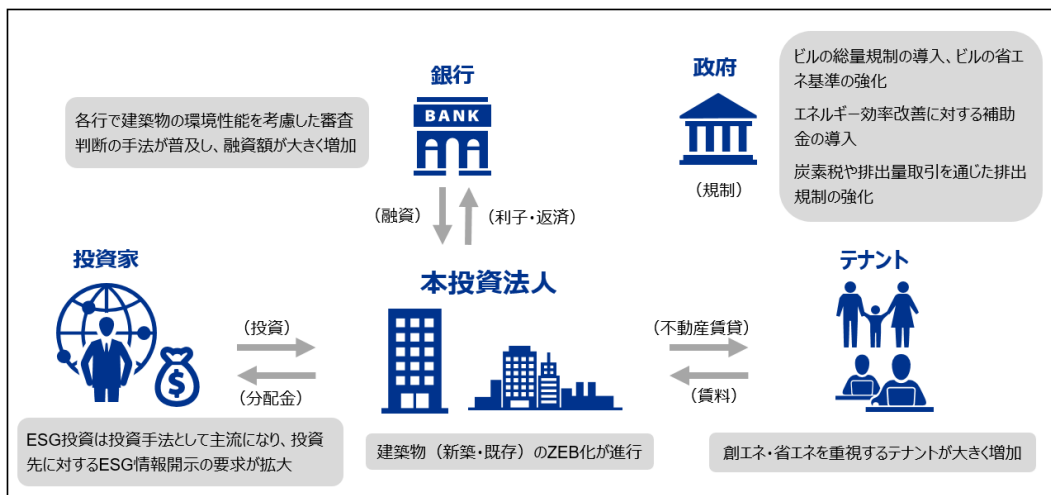 銀行
BANK
各行で建築物の環境性能を考慮した審査
判断の手法が普及し、融資額が大きく増加
政府
（規制）
ビルの総量規制の導入、ビルの省エ
ネ基準の強化
エネルギー効率改善に対する補助
金の導入
炭素税や排出量取引を通じた排出
規制の強化
（融資）
（利子・返済）
投資家
$
（投資）
（分配金）
ESG投資は投資手法として主流になり、投資
先に対するESG情報開示の要求が拡大
本投資法人
建築物（新築・既存）のZEB化が進行
（不動産賃貸）
（賃料）
テナント
創エネ・省エネを重視するテナントが大きく増加